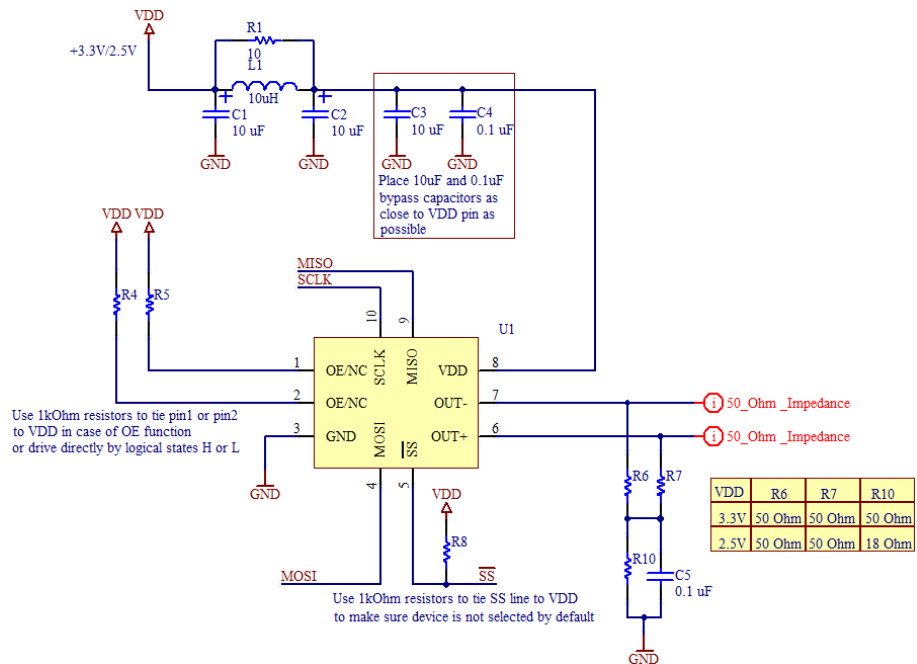 VDD
+3.3V/2.5V
R1
10
L1
10uH
C1
10 uF
C2
10 uF
C3
10 uF
C4
0.1 uF
GND
GND
GND
GND
Place 10uF and 0.1uF
bypass capacitors as
close to VDD pin as
possible
VDD
VDD
R4
R5
MISO
SCLK
10
9
U1
1
OE/NC
SCLK
MISO
VDD
8
2
OE/NC
OUT-
7
3
GND
OUT+
6
MOSI
SS
4
5
GND
Use 1kOhm resistors to tie pin1 or pin2
to VDD in case of OE function
or drive directly by logical states H or L
50_Ohm _Impedance
50_Ohm _Impedance
i
i
R6
R7
R10
C5
0.1 uF
GND
VDD R6 R7 R10
3.3V 50 Ohm 50 Ohm 50 Ohm
2.5V 50 Ohm 50 Ohm 18 Ohm
VDD
R8
MOSI
SS
Use 1kOhm resistors to tie SS line to VDD
to make sure device is not selected by default